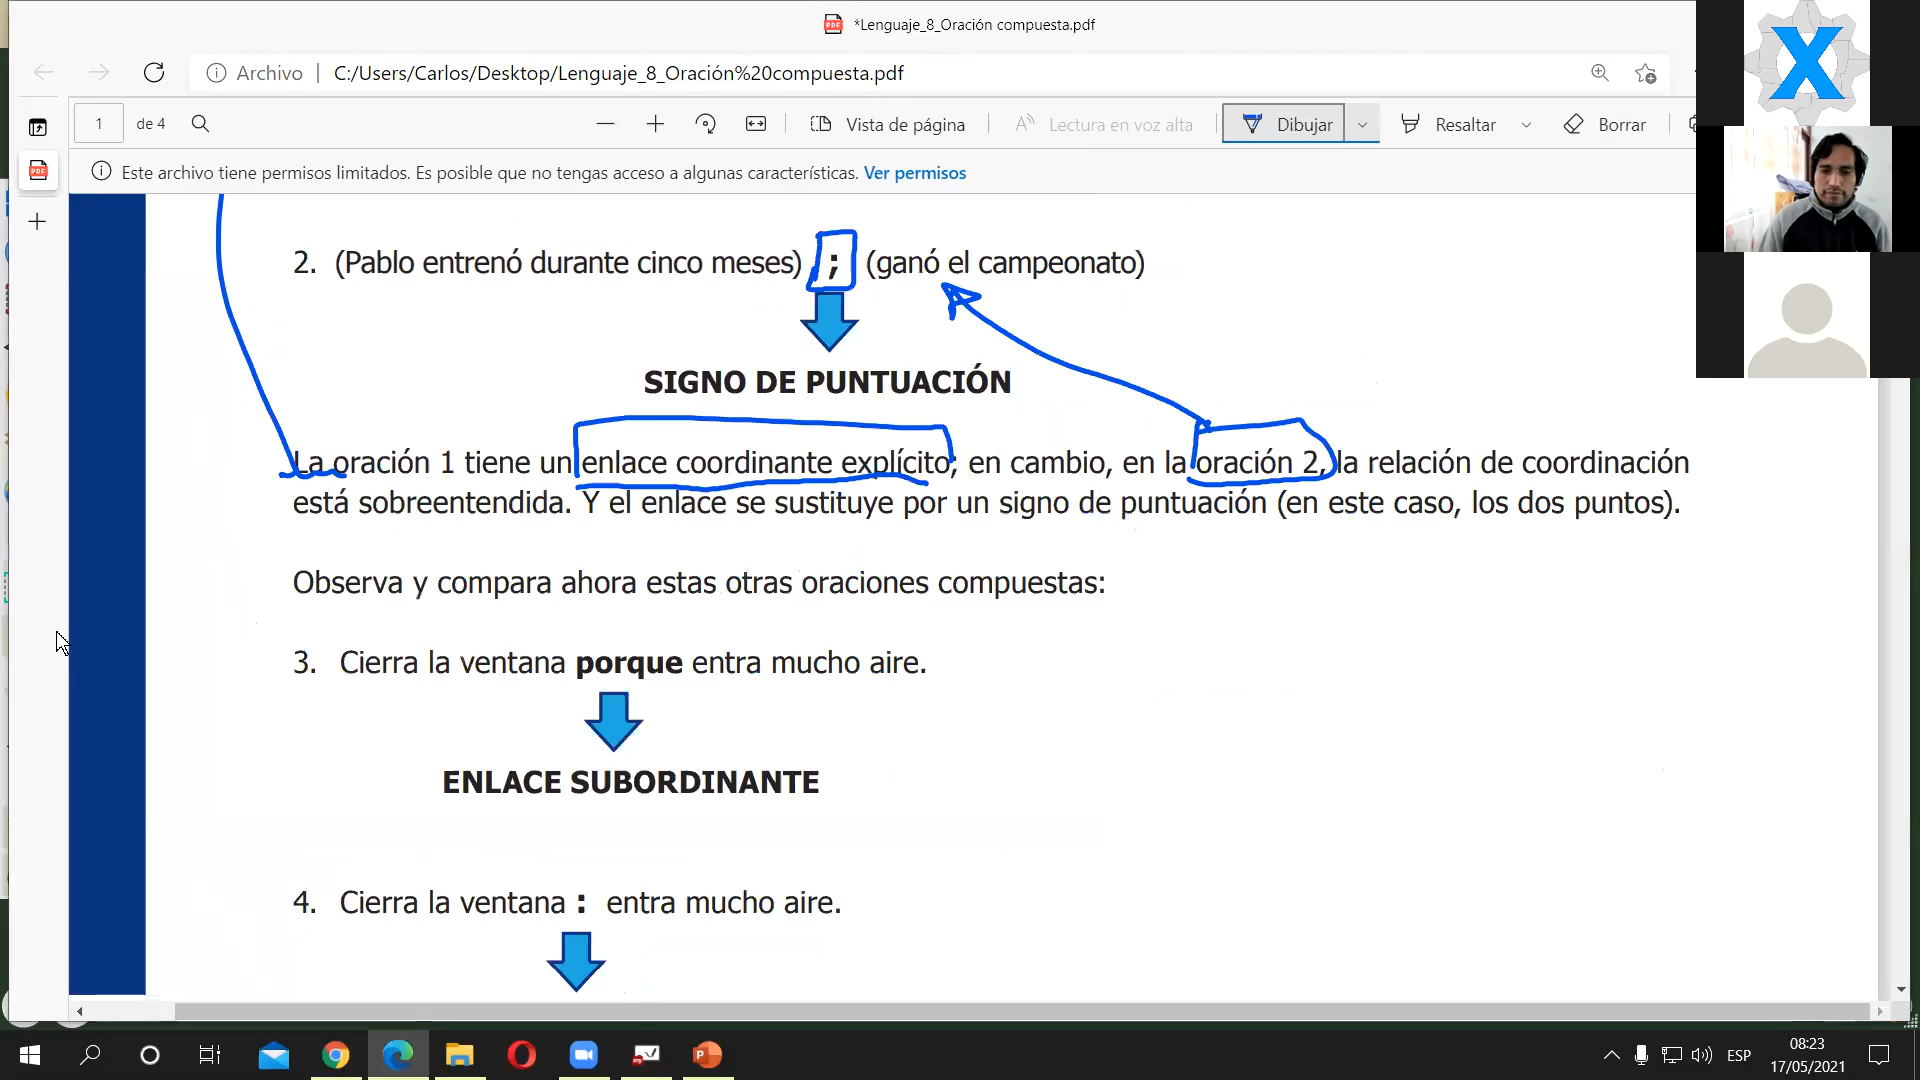 *Lenguaje_8_Oración compuesta.pdf
Archivo | C:/Users/Carlos/Desktop/Lenguaje_8_Oración%20compuesta.pdf
1 de 4 Vista de página Lectura en voz alta Dibujar Resaltar Borrar
Este archivo tiene permisos limitados. Es posible que no tengas acceso a algunas características. Ver permisos
2. (Pablo entrenó durante cinco meses) ; (ganó el campeonato)
SIGNO DE PUNTUACIÓN
La oración 1 tiene un enlace coordinante explícito; en cambio, en la oración 2, la relación de coordinación
está sobreentendida. Y el enlace se sustituye por un signo de puntuación (en este caso, los dos puntos).
Observa y compara ahora estas otras oraciones compuestas:
3. Cierra la ventana porque entra mucho aire.
ENLACE SUBORDINANTE
4. Cierra la ventana : entra mucho aire.
ESP
08:23
17/05/2021
X